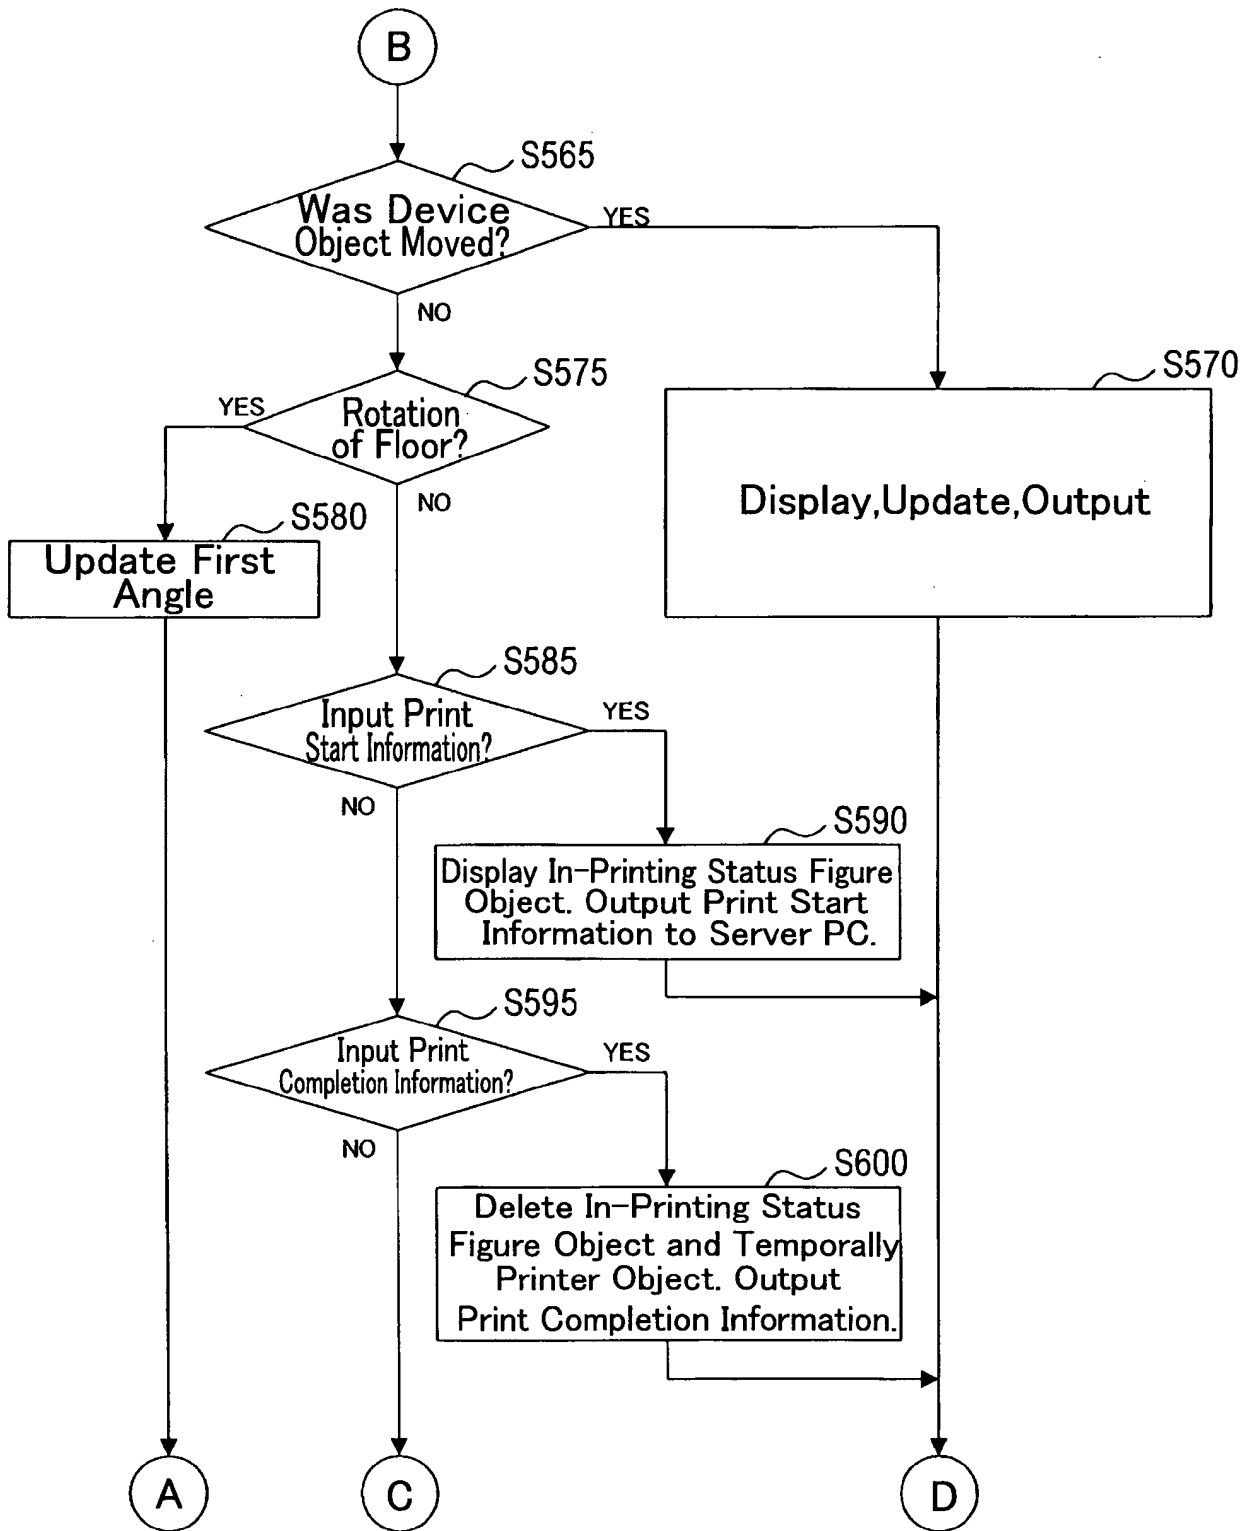 B
S565
Was Device
Object Moved?
YES
NO
S575
S570
YES
Rotation
of Floor?
NO
Display,Update,Output
S580
Update First
Angle
S585
Input Print
Start Information?
YES
NO
S590
Display In-Printing Status Figure
Object. Output Print Start
Information to Server PC.
S595
Input Print
Completion Information?
YES
NO
S600
Delete In-Printing Status
Figure Object and Temporally
Printer Object. Output
Print Completion Information.
A
C
D